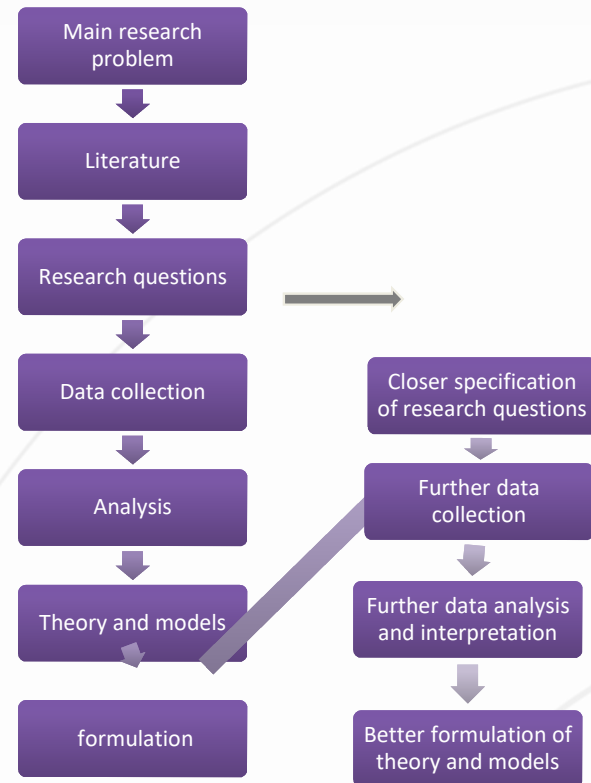 Main research
problem
Literature
Research questions
Data collection
Analysis
Theory and models
formulation
Closer specification
of research questions
Further data
collection
Further data analysis
and interpretation
Better formulation of
theory and models